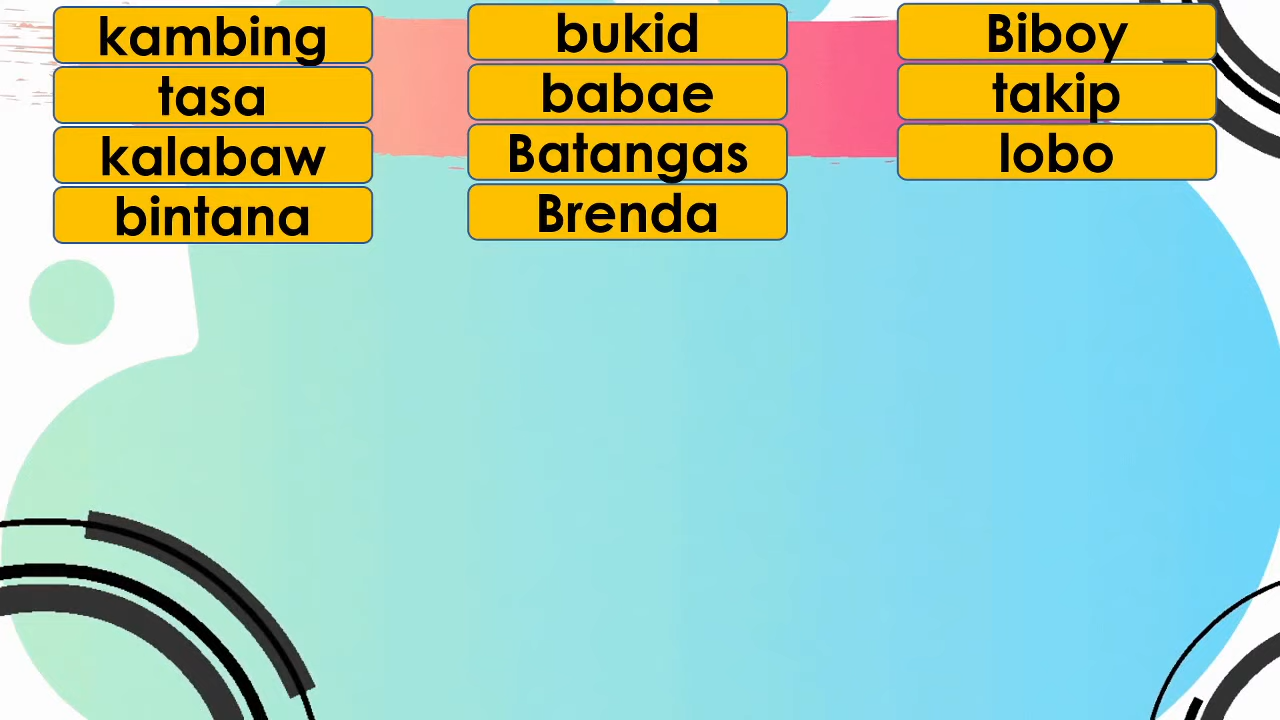 kambing
tasa
kalabaw
bintana
bukid
babae
Batangas
Brenda
Biboy
takip
lobo